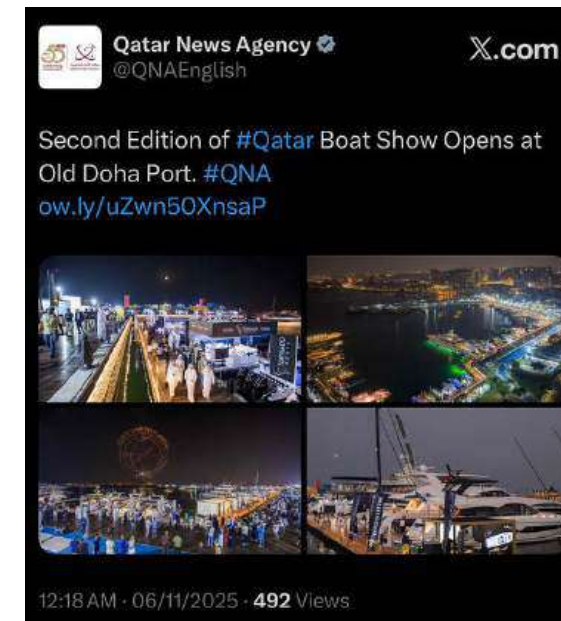 Qatar News Agency
@QNAEnglish
X.com
Second Edition of #Qatar Boat Show Opens at
Old Doha Port. #QNA
ow.ly/uZwn50XnsaP
12:18 AM · 06/11/2025 · 492 Views